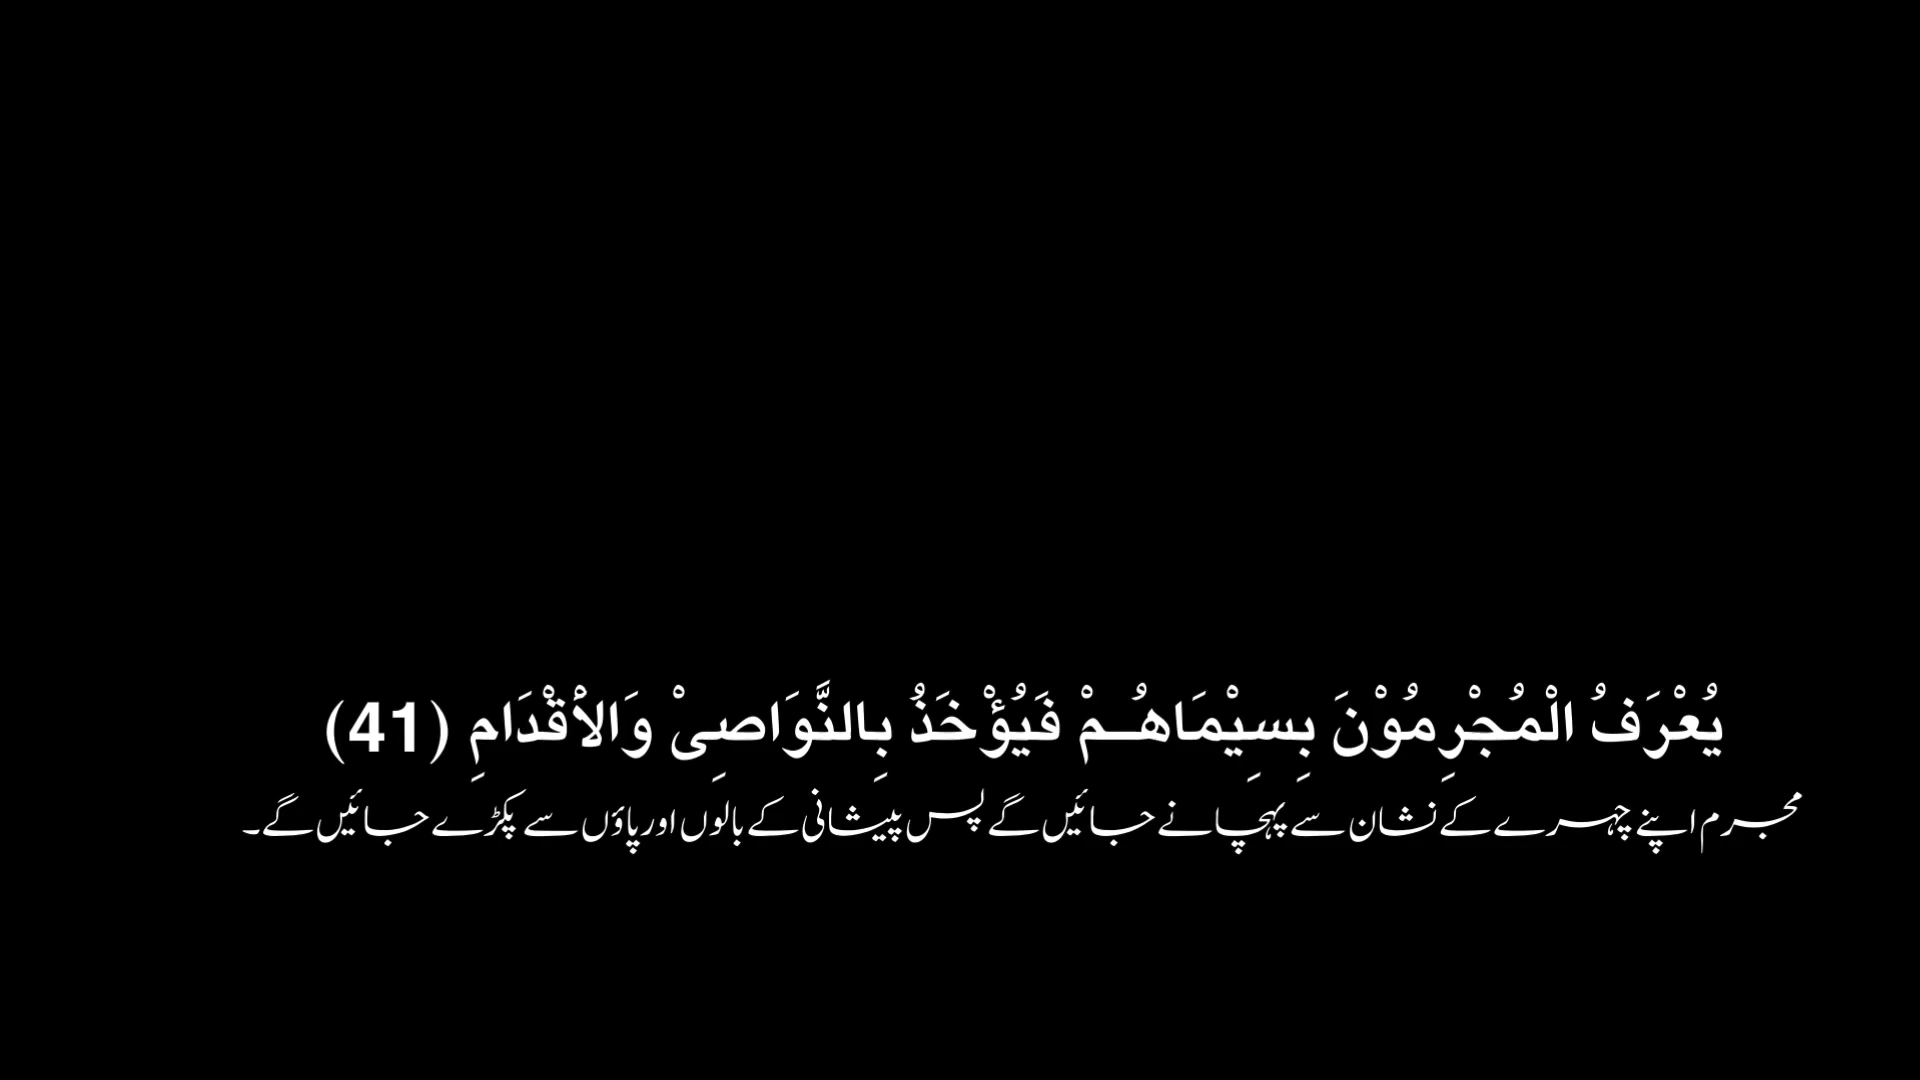 يُعْرَفُ الْمُجْرِمُوْنَ بِسِيْمَاهُـمْ فَيُؤْخَذُ بِالنَّوَاصِىْ وَالأَقْدَامِ (41)
مجرم اپنے چہرے کے نشان سے پہچانے جائیں گے پس پیشانی کے بالوں اور پاؤں سے پکڑے جائیں گے۔